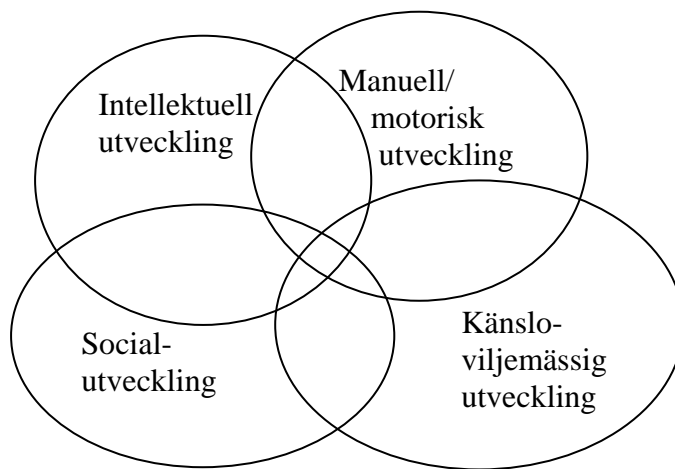 Intellektuell
utveckling
Manuell/
motorisk
utveckling
Social-
utveckling
Känslo-
viljemässig
utveckling